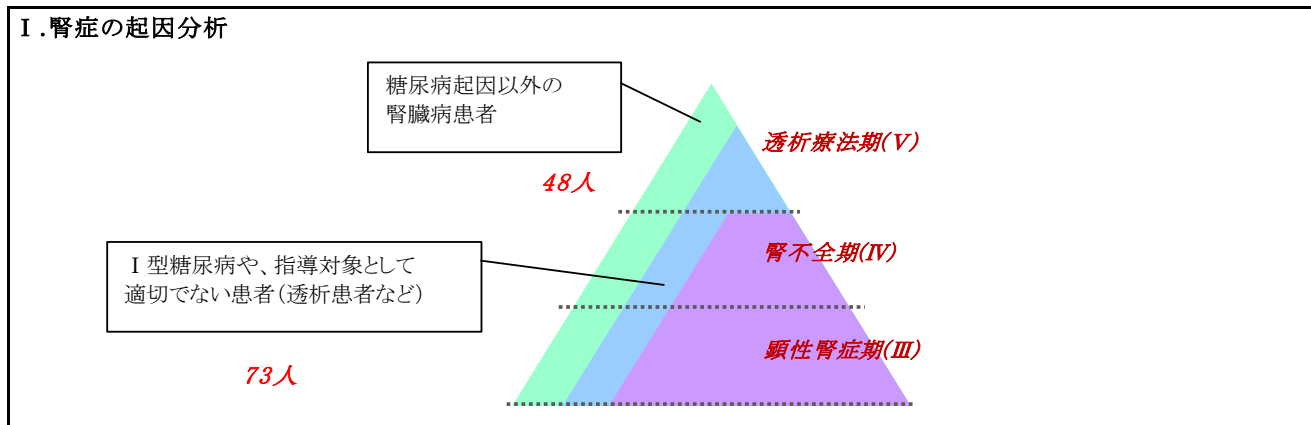 Ⅰ.腎症の起因分析
糖尿病起因以外の
腎臓病患者
透析療法期(Ⅴ)
48人
腎不全期(Ⅳ)
Ⅰ型糖尿病や、指導対象として
適切でない患者(透析患者など)
顕性腎症期(Ⅲ)
73人